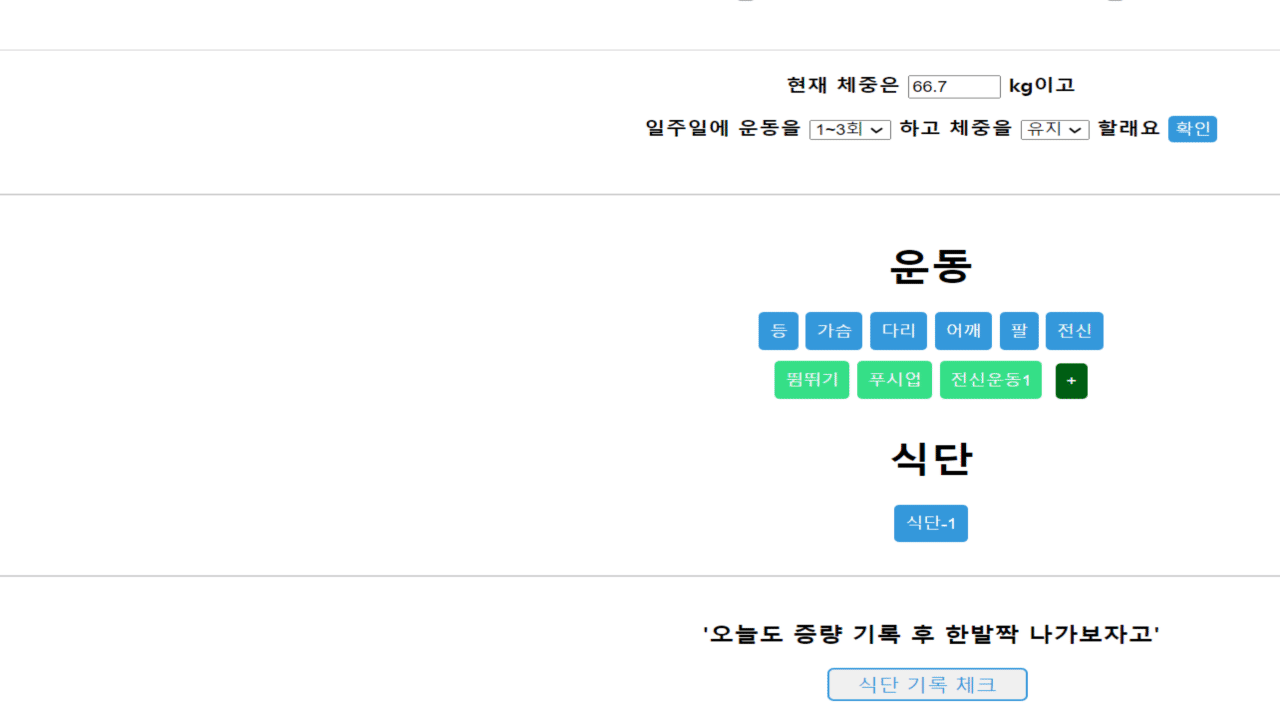 현재 체중은 66.7 kg이고
일주일에 운동을 1~3회 하고 체중을 유지 할래요 확인
운동
등 가슴 다리 어깨 팔 전신
뜀뛰기 푸시업 전신운동1 +
식단
식단-1
'오늘도 증량 기록 후 한발짝 나가보자고'
식단 기록 체크